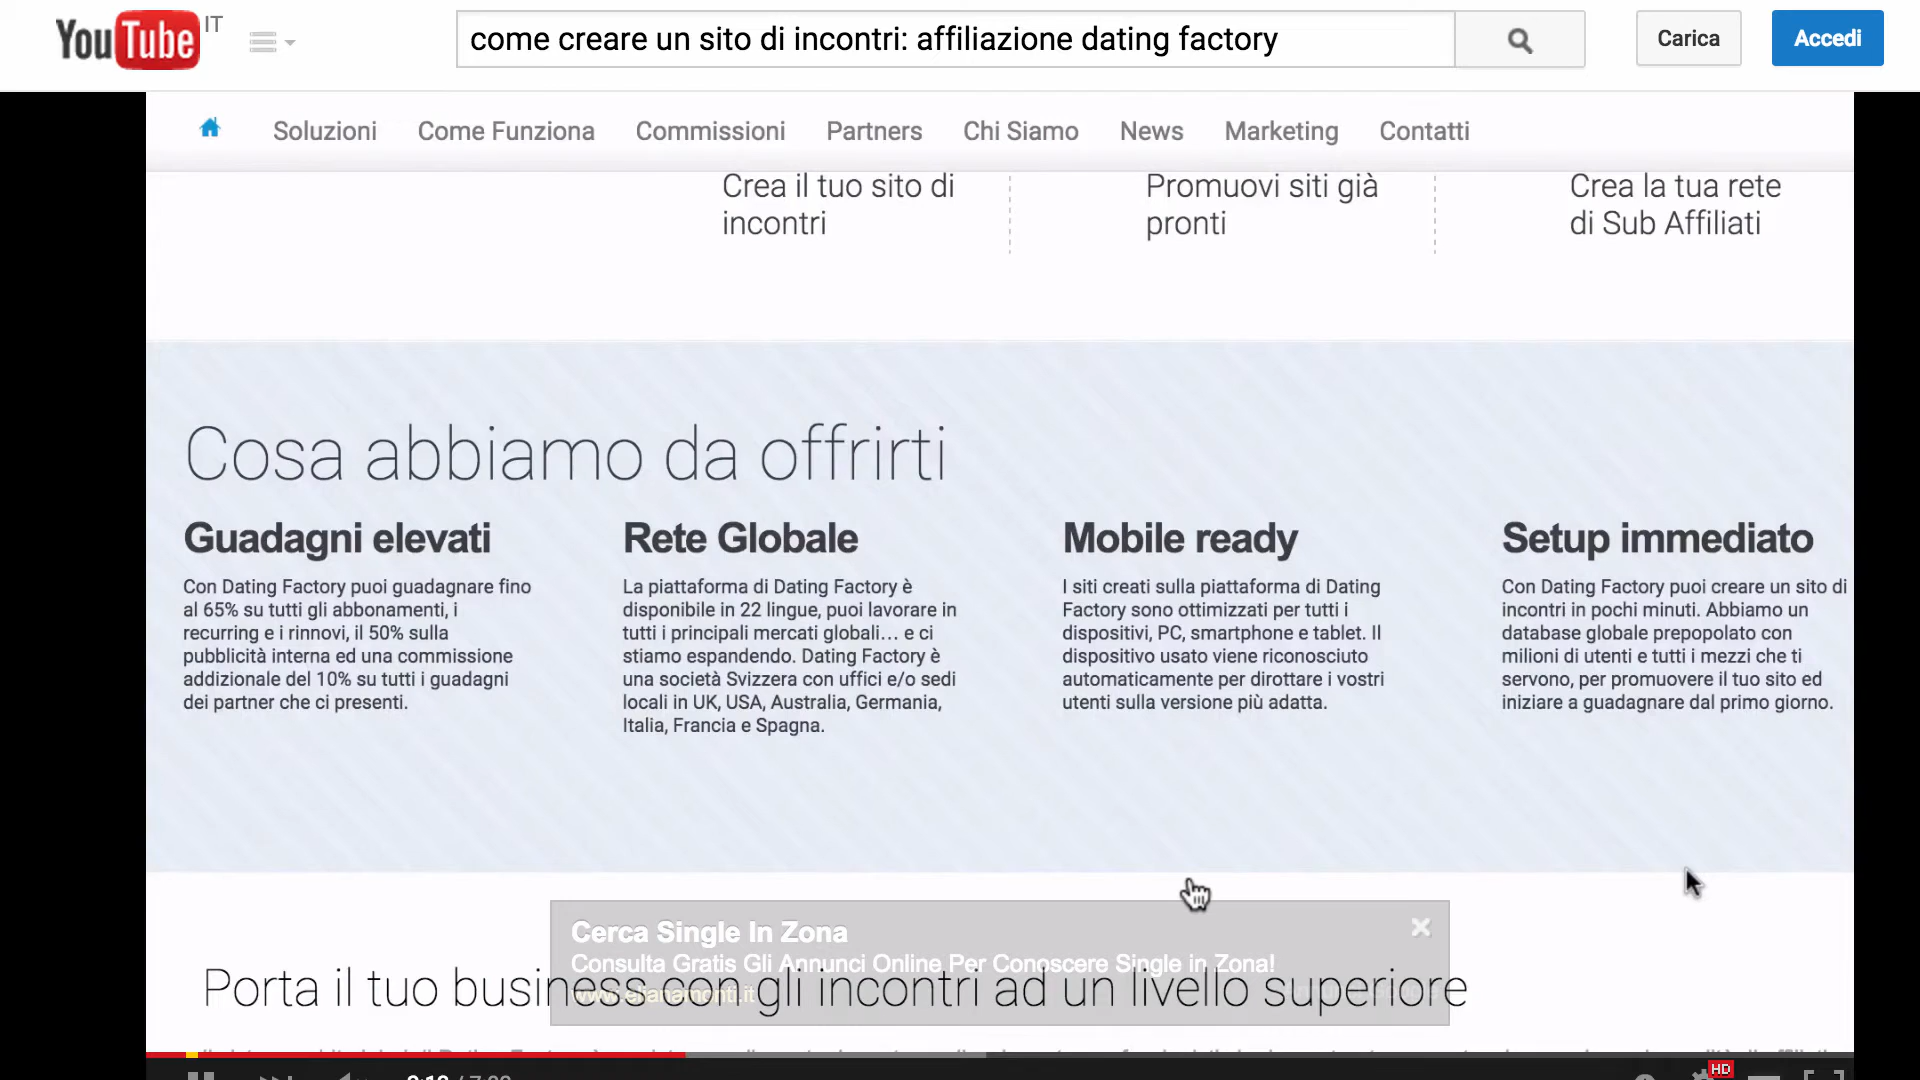 YouTube IT
come creare un sito di incontri: affiliazione dating factory
Carica
Accedi
Soluzioni
Come Funziona
Commissioni
Partners
Chi Siamo
News
Marketing
Contatti
Crea il tuo sito di
incontri
Promuovi siti già
pronti
Crea la tua rete
di Sub Affiliati
Cosa abbiamo da offrirti
Guadagni elevati
Con Dating Factory puoi guadagnare fino
al 65% su tutti gli abbonamenti, i
recurring e i rinnovi, il 50% sulla
pubblicità interna ed una commissione
addizionale del 10% su tutti i guadagni
dei partner che ci presenti.
Rete Globale
La piattaforma di Dating Factory è
disponibile in 22 lingue, puoi lavorare in
tutti i principali mercati globali... e ci
stiamo espandendo. Dating Factory è
una società Svizzera con uffici e/o sedi
locali in UK, USA, Australia, Germania,
Italia, Francia e Spagna.
Mobile ready
I siti creati sulla piattaforma di Dating
Factory sono ottimizzati per tutti i
dispositivi, PC, smartphone e tablet. Il
dispositivo usato viene riconosciuto
automaticamente per dirottare i vostri
utenti sulla versione più adatta.
Setup immediato
Con Dating Factory puoi creare un sito di
incontri in pochi minuti. Abbiamo un
database globale prepopolato con
milioni di utenti e tutti i mezzi che ti
servono, per promuovere il tuo sito ed
iniziare a guadagnare dal primo giorno.
Cerca Single In Zona
Consulta Gratis Gli Annunci Online Per Conoscere Single in Zona!
www.elianamonti.it
Porta il tuo business con gli incontri ad un livello superiore
HD